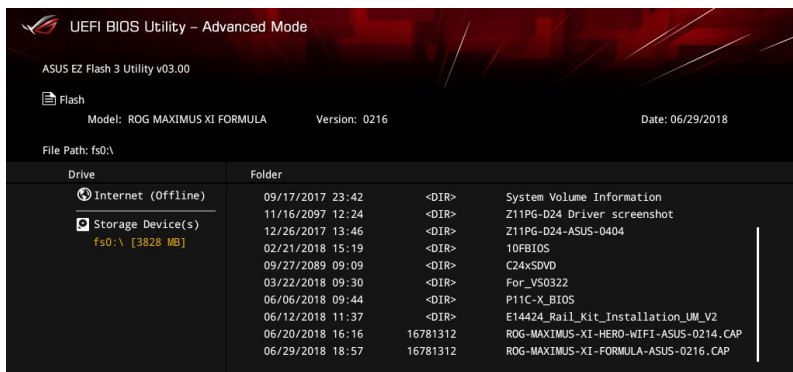 UEFI BIOS Utility – Advanced Mode
ASUS EZ Flash 3 Utility v03.00
Flash
Model: ROG MAXIMUS XI FORMULA Version: 0216 Date: 06/29/2018
File Path: fs0:\
Drive Folder
Internet (Offline)
Storage Device(s)
fs0:\ [3828 MB]
09/17/2017 23:42 <DIR> System Volume Information
11/16/2097 12:24 <DIR> Z11PG-D24 Driver screenshot
12/26/2017 13:46 <DIR> Z11PG-D24-ASUS-0404
02/21/2018 15:19 <DIR> 10FBIOS
09/27/2089 09:09 <DIR> C24xSDVD
03/22/2018 09:30 <DIR> For_VS0322
06/06/2018 09:44 <DIR> P11C-X_BIOS
06/12/2018 11:37 <DIR> E14424_Rail_Kit_Installation_UM_V2
06/20/2018 16:16 16781312 ROG-MAXIMUS-XI-HERO-WIFI-ASUS-0214.CAP
06/29/2018 18:57 16781312 ROG-MAXIMUS-XI-FORMULA-ASUS-0216.CAP